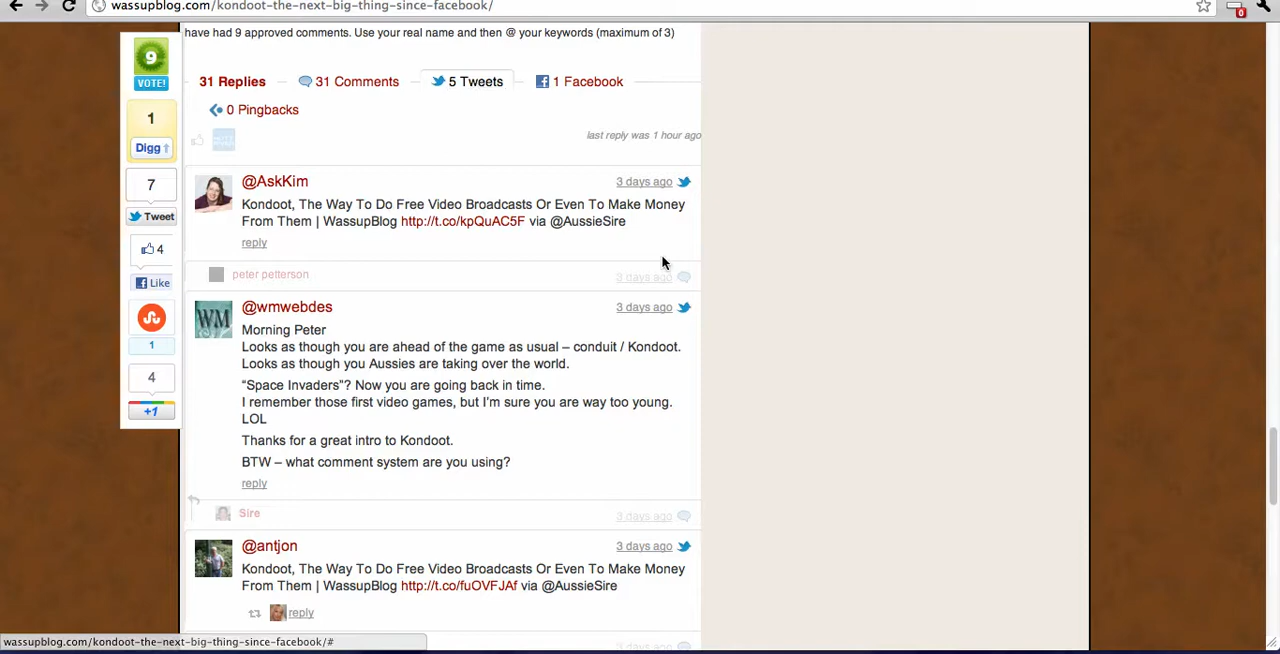 wassupblog.com/kondoot-the-next-big-thing-since-facebook/
0
have had 9 approved comments. Use your real name and then @ your keywords (maximum of 3)
9
VOTE!
1
Digg
7
Tweet
4
Like
1
4
+1
31 Replies 31 Comments 5 Tweets 1 Facebook
0 Pingbacks
last reply was 1 hour ago
@AskKim 3 days ago
Kondoot, The Way To Do Free Video Broadcasts Or Even To Make Money
From Them | WassupBlog http://t.co/kpQuAC5F via @AussieSire
reply
peter petterson 3 days ago
@wmwebdes 3 days ago
Morning Peter
Looks as though you are ahead of the game as usual – conduit / Kondoot.
Looks as though you Aussies are taking over the world.
“Space Invaders”? Now you are going back in time.
I remember those first video games, but I’m sure you are way too young.
LOL
Thanks for a great intro to Kondoot.
BTW – what comment system are you using?
reply
Sire 3 days ago
@antjon 3 days ago
Kondoot, The Way To Do Free Video Broadcasts Or Even To Make Money
From Them | WassupBlog http://t.co/fuOVFJAf via @AussieSire
reply
3 days ago
wassupblog.com/kondoot-the-next-big-thing-since-facebook/#